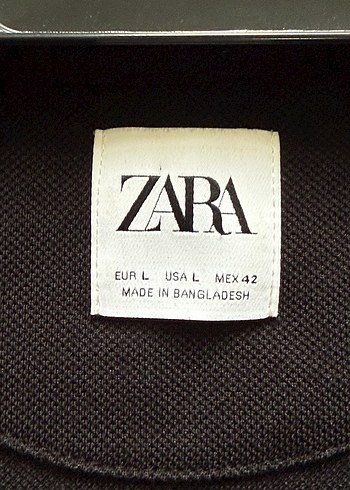 ZARA
EUR L USA L MEX 42
MADE IN BANGLADESH